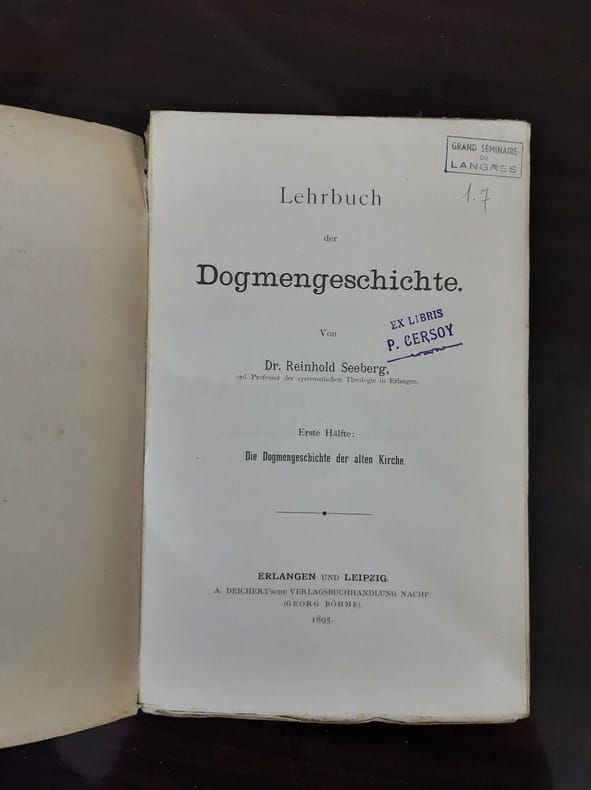 GRAND SÉMINAIRE
DE
LANGRES
1.7
Lehrbuch
der
Dogmengeschichte.
Von
EX LIBRIS
P. CERSOY
Dr. Reinhold Seeberg,
ord. Professor der systematischen Theologie in Erlangen.
Erste Hälfte:
Die Dogmengeschichte der alten Kirche.
ERLANGEN UND LEIPZIG.
A. DEICHERT'SCHE VERLAGSBUCHHANDLUNG NACHF.
(GEORG BÖHME).
1895.